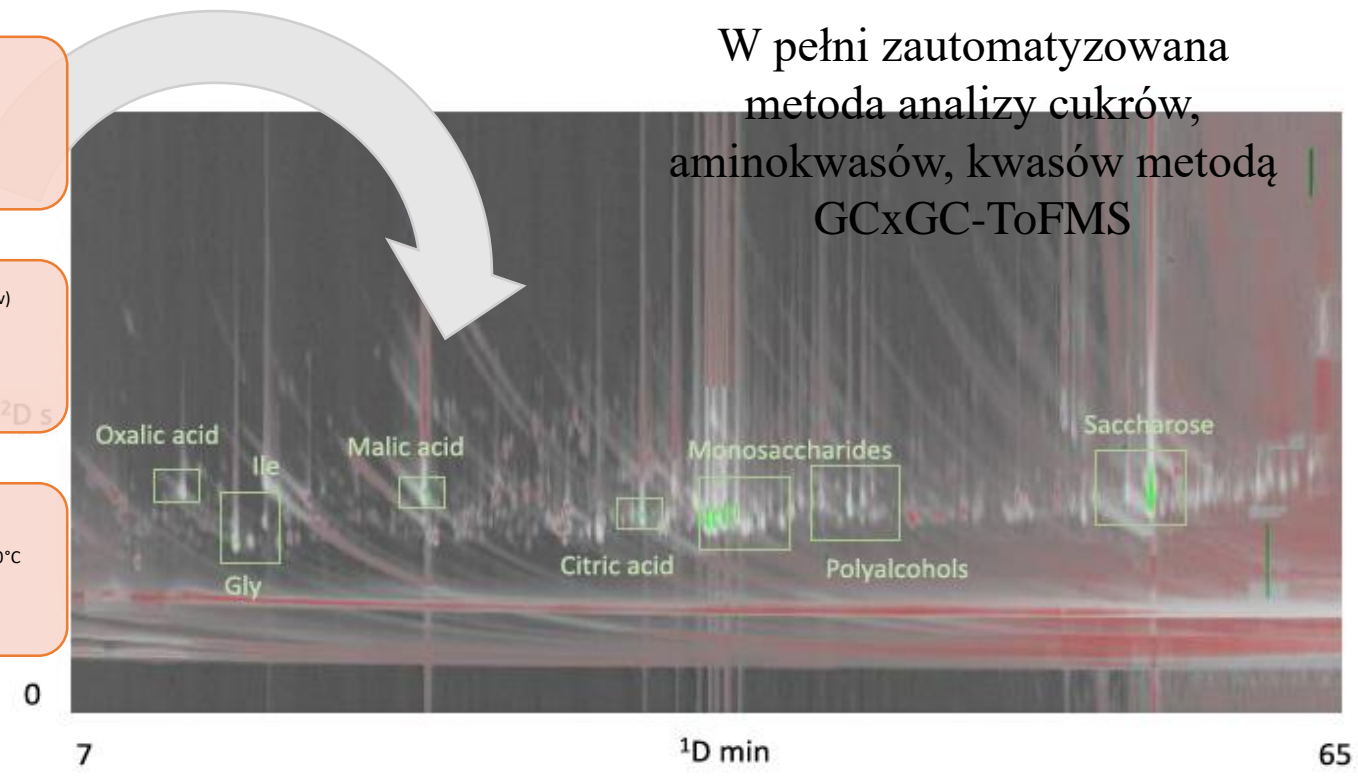 W pełni zautomatyzowana
metoda analizy cukrów,
aminokwasów, kwasów metodą
GCxGC-ToFMS
²D s
Oxalic acid
Ile
Gly
Malic acid
Citric acid
Monosaccharides
Polyalcohols
Saccharose
0
7
¹D min
65